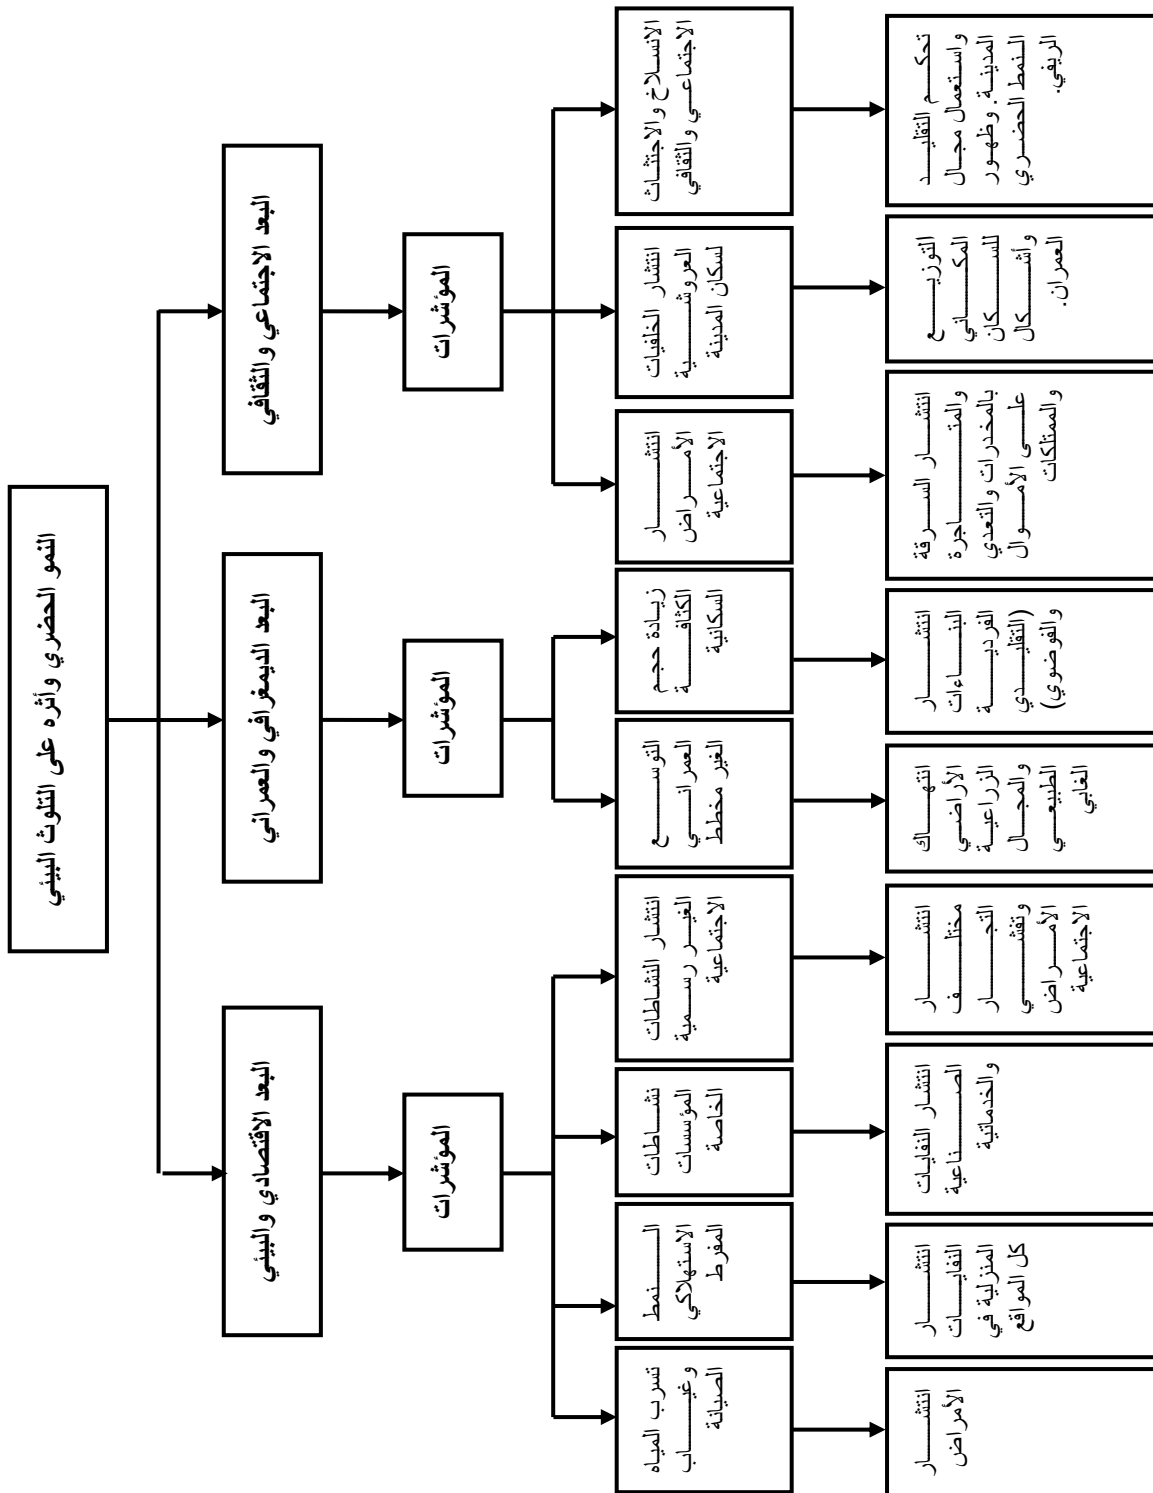 النمو الحضري وأثره على التلوث البيئي
البعد الاجتماعي والثقافي
البعد الديمغرافي والعمراني
البعد الاقتصادي والبيئي
المؤشرات
المؤشرات
المؤشرات
الانسلاخ والاجتثاث
الاجتماعي والثقافي
انتشار الخلفيات
العروشية
لسكان المدينة
انتشار
الأمراض
الاجتماعية
زيادة حجم
الكثافة
السكانية
التوسع
العمراني
الغير مخطط
انتشار النشاطات
الغير رسمية
الاجتماعية
نشاطات
المؤسسات
الخاصة
النمط
الاستهلاكي
المفرط
تسرب المياه
وغياب
الصيانة
تحكم التقليد
واستعمال مجال
المدينة. وظهور
النمط الحضري
الريفي.
التوزيع
المكاني
للسكان
وأشكال
العمران.
انتشار السرقة
والمتاجرة
بالمخدرات والتعدي
على الأموال
والممتلكات
انتشار
البناءات
الفردية
(التقليدي
والفوضوي)
انتهاك
الأراضي
الزراعية
والمجال
الطبيعي
الغابي
انتشار
مختلف
التجار
وتفشي
الأمراض
الاجتماعية
انتشار النفايات
الصناعية
والخدماتية
انتشار
النفايات
المنزلية في
كل المواقع
انتشار
الأمراض